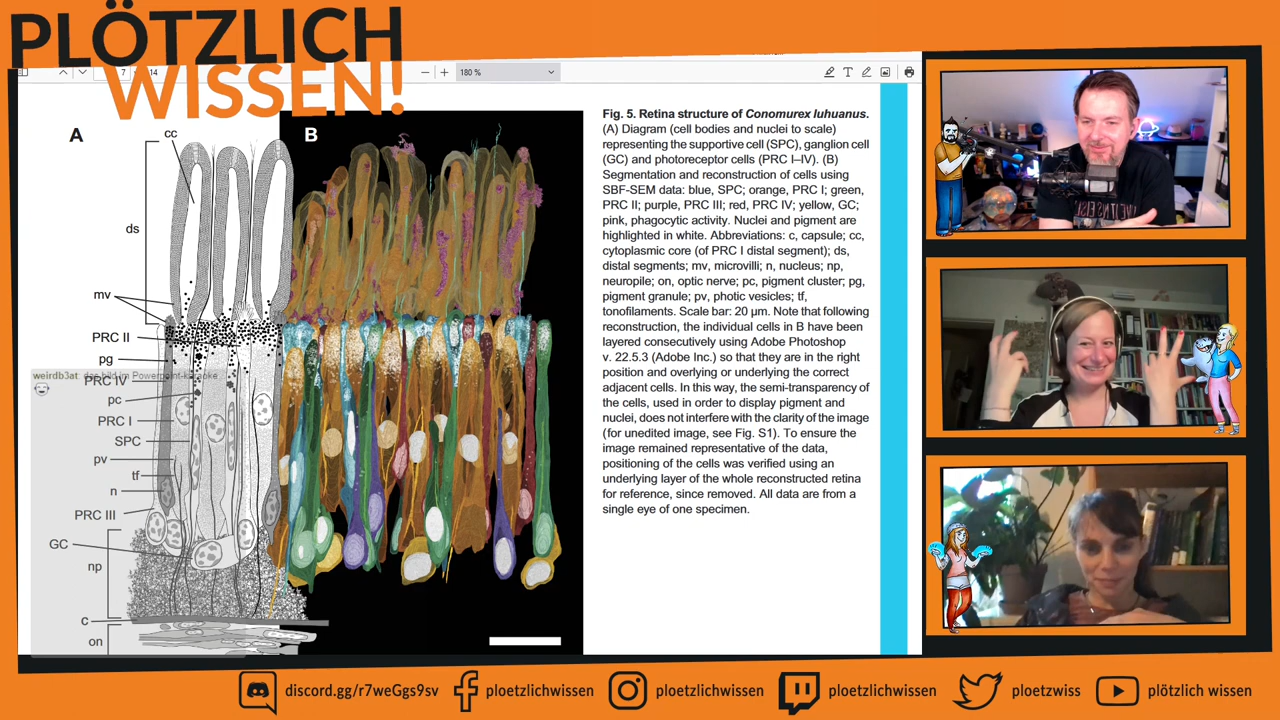 PLÖTZLICH
WISSEN!
7
14
180 %
A
B
cc
ds
mv
PRC II
pg
weirdb3at: das bild im Powerpoint-karaoke.
PRC IV
pc
PRC I
SPC
pv
tf
n
PRC III
GC
np
c
on
Fig. 5. Retina structure of Conomurex luhuanus.
(A) Diagram (cell bodies and nuclei to scale)
representing the supportive cell (SPC), ganglion cell
(GC) and photoreceptor cells (PRC I–IV). (B)
Segmentation and reconstruction of cells using
SBF-SEM data: blue, SPC; orange, PRC I; green,
PRC II; purple, PRC III; red, PRC IV; yellow, GC;
pink, phagocytic activity. Nuclei and pigment are
highlighted in white. Abbreviations: c, capsule; cc,
cytoplasmic core (of PRC I distal segment); ds,
distal segments; mv, microvilli; n, nucleus; np,
neuropile; on, optic nerve; pc, pigment cluster; pg,
pigment granule; pv, photic vesicles; tf,
tonofilaments. Scale bar: 20 µm. Note that following
reconstruction, the individual cells in B have been
layered consecutively using Adobe Photoshop
v. 22.5.3 (Adobe Inc.) so that they are in the right
position and overlying or underlying the correct
adjacent cells. In this way, the semi-transparency of
the cells, used in order to display pigment and
nuclei, does not interfere with the clarity of the image
(for unedited image, see Fig. S1). To ensure the
image remained representative of the data,
positioning of the cells was verified using an
underlying layer of the whole reconstructed retina
for reference, since removed. All data are from a
single eye of one specimen.
discord.gg/r7weGgs9sv
ploetzlichwissen
ploetzlichwissen
ploetzlichwissen
ploetzwiss
plötzlich wissen